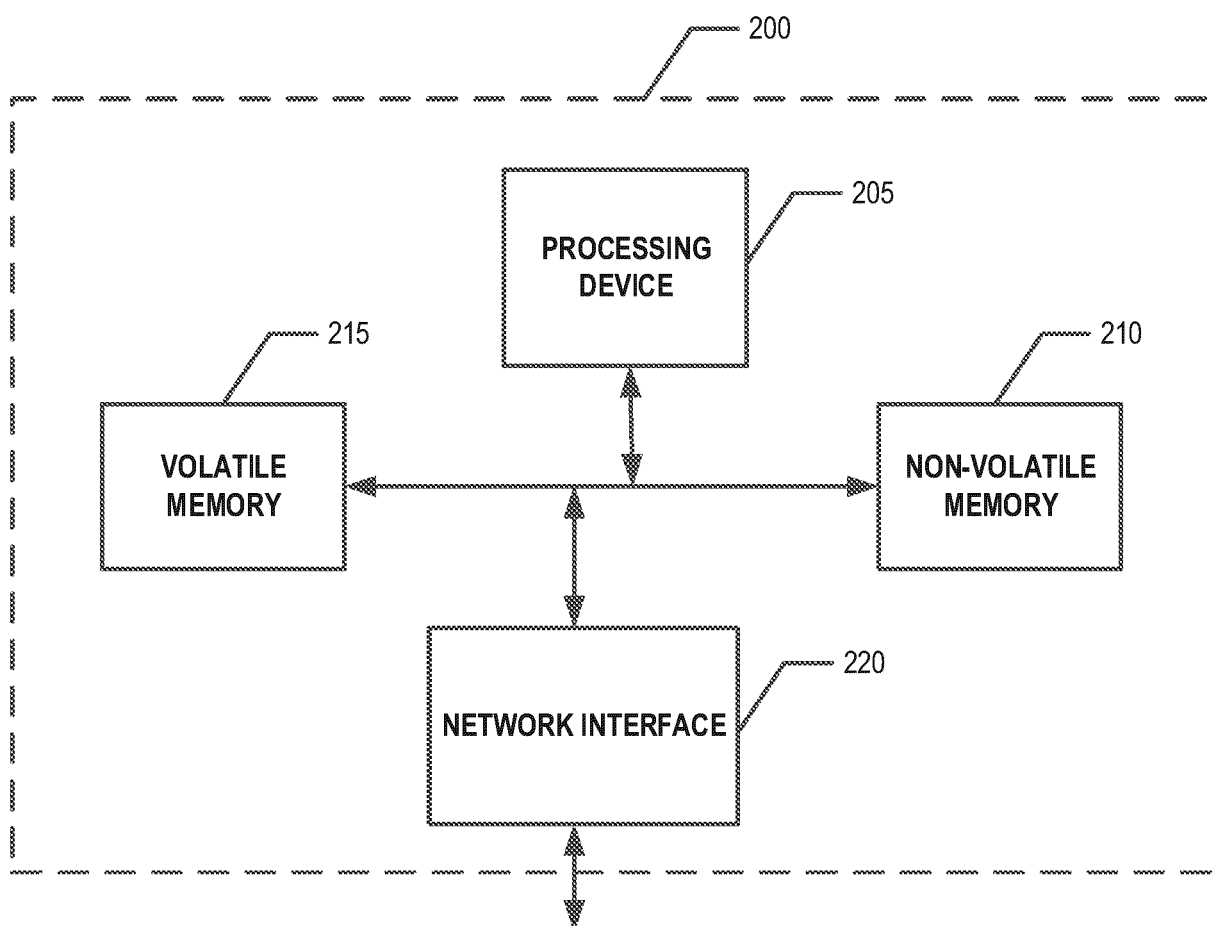 200
205
PROCESSING
DEVICE
215
210
VOLATILE
MEMORY
NON-VOLATILE
MEMORY
220
NETWORK INTERFACE